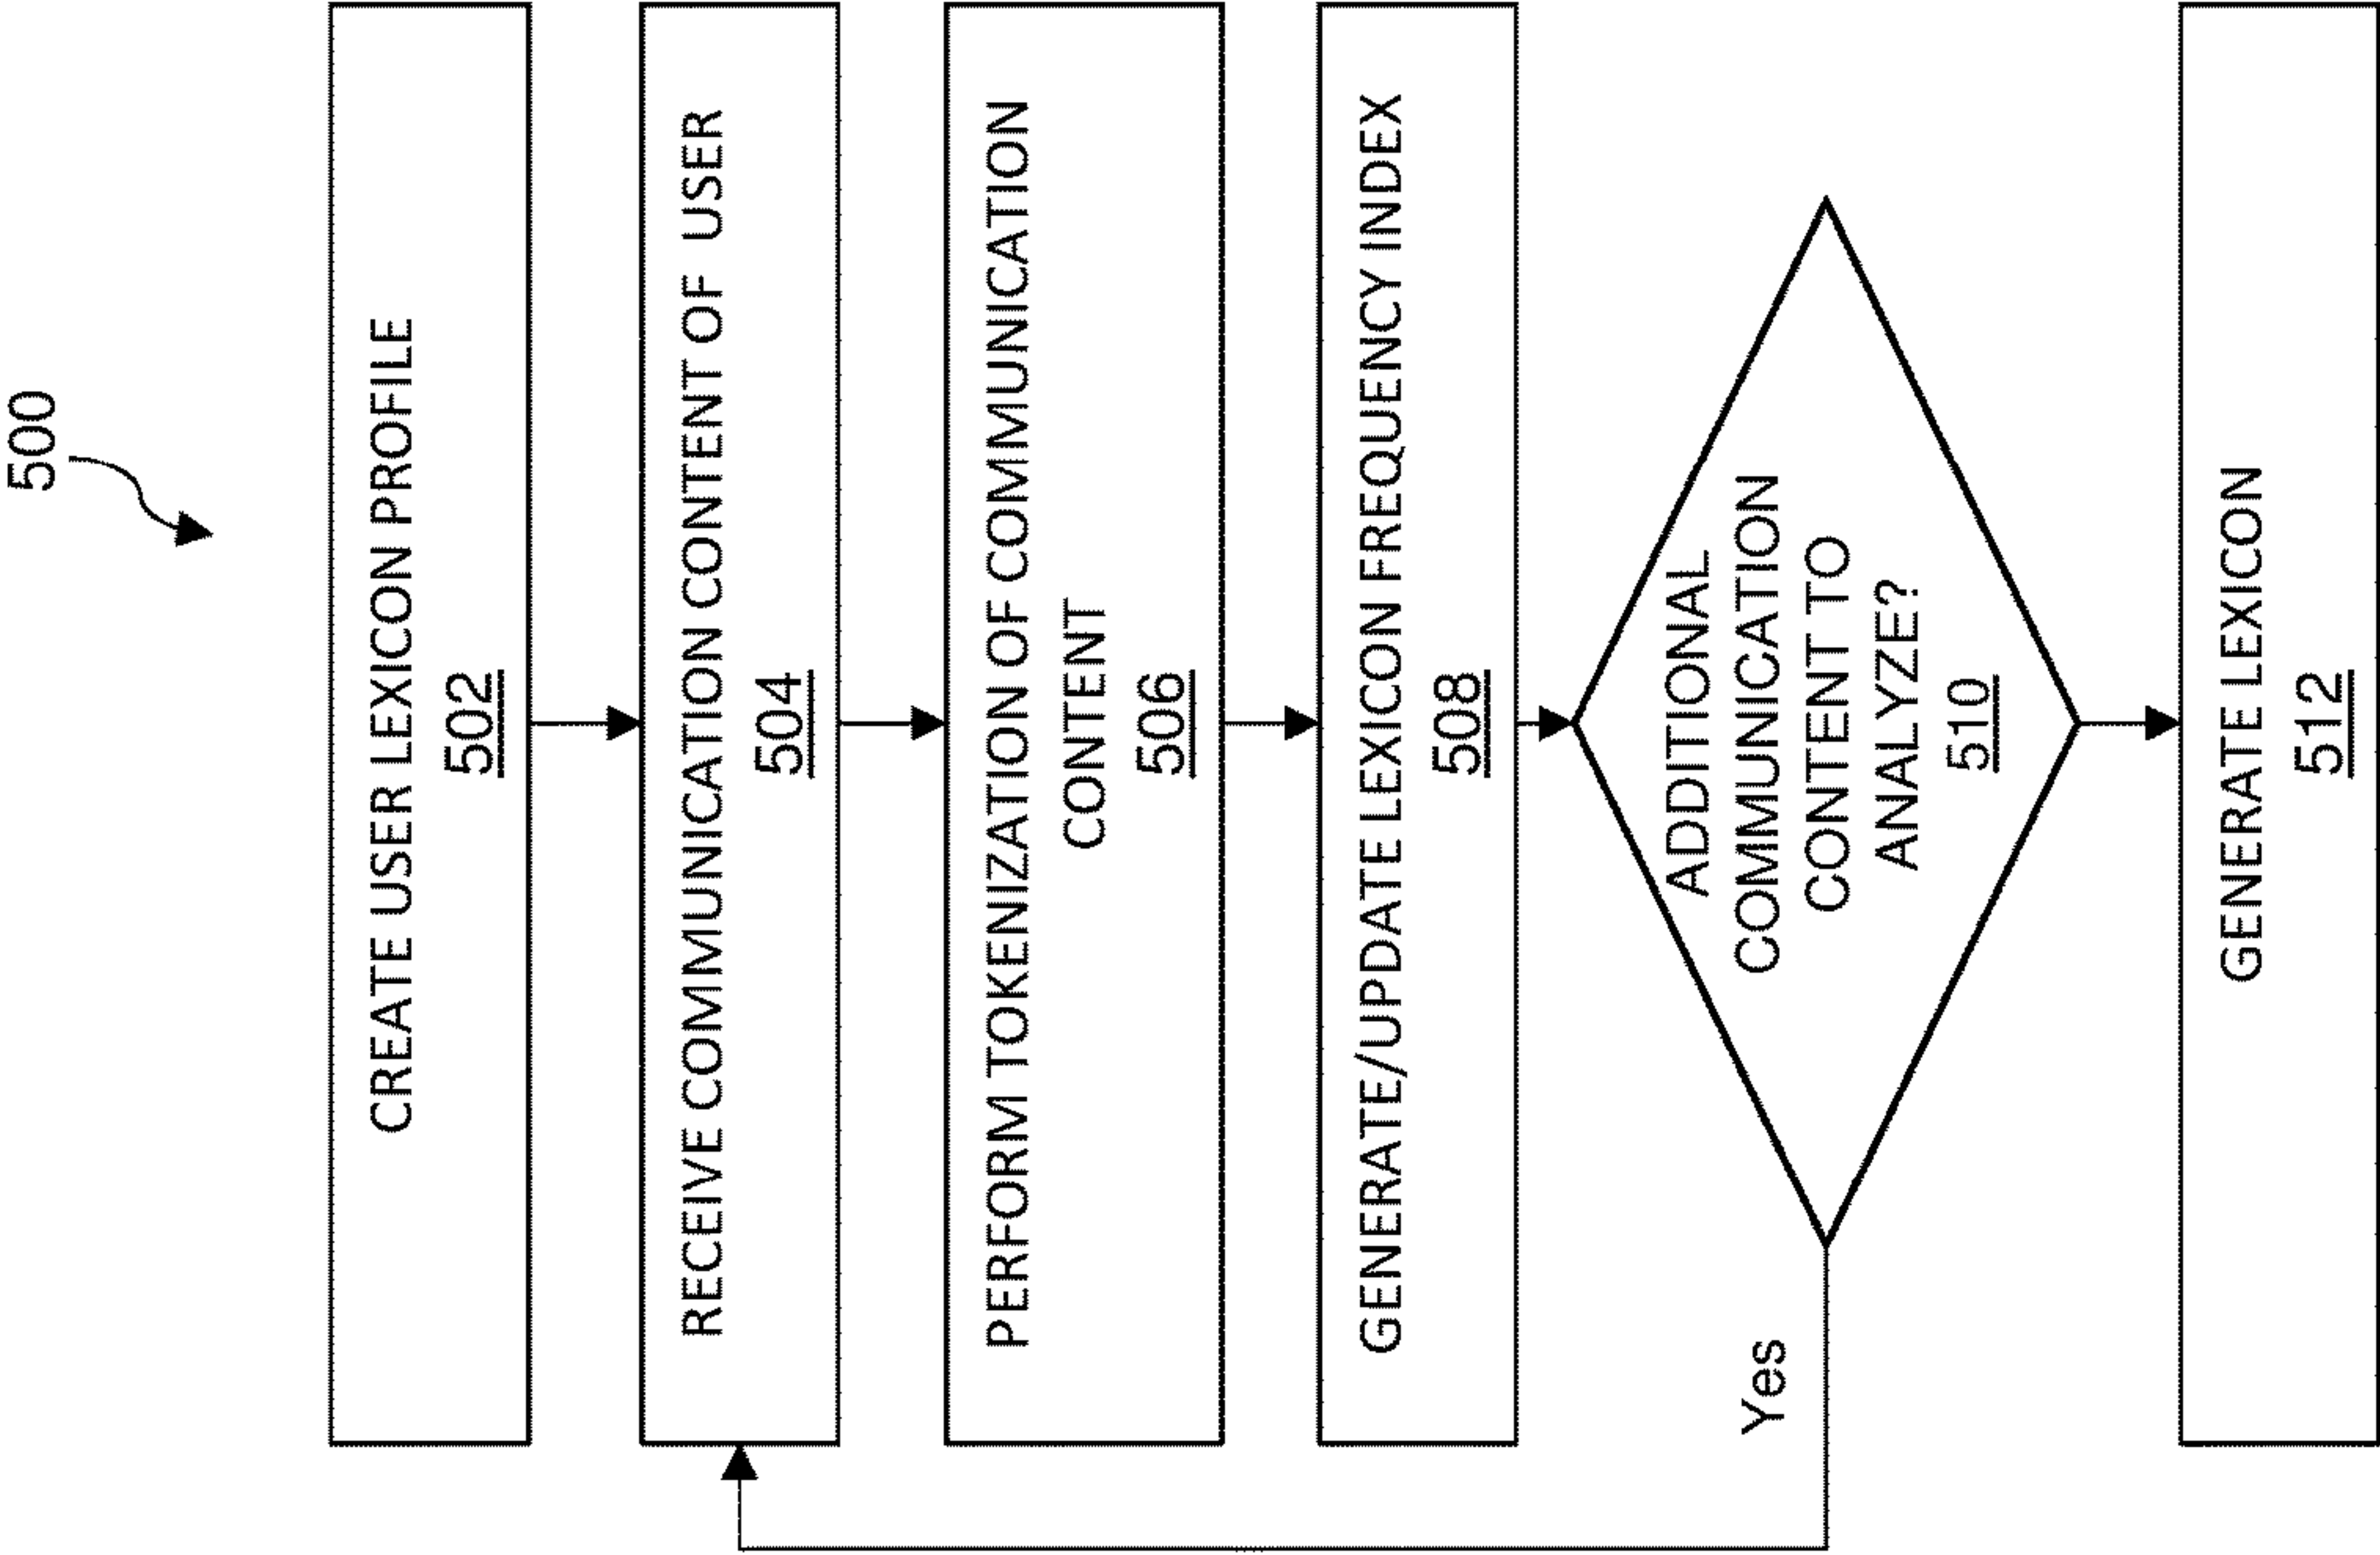 500
CREATE USER LEXICON PROFILE
502
RECEIVE COMMUNICATION CONTENT OF USER
504
PERFORM TOKENIZATION OF COMMUNICATION
CONTENT
506
GENERATE/UPDATE LEXICON FREQUENCY INDEX
508
ADDITIONAL
COMMUNICATION
CONTENT TO
ANALYZE?
510
Yes
GENERATE LEXICON
512